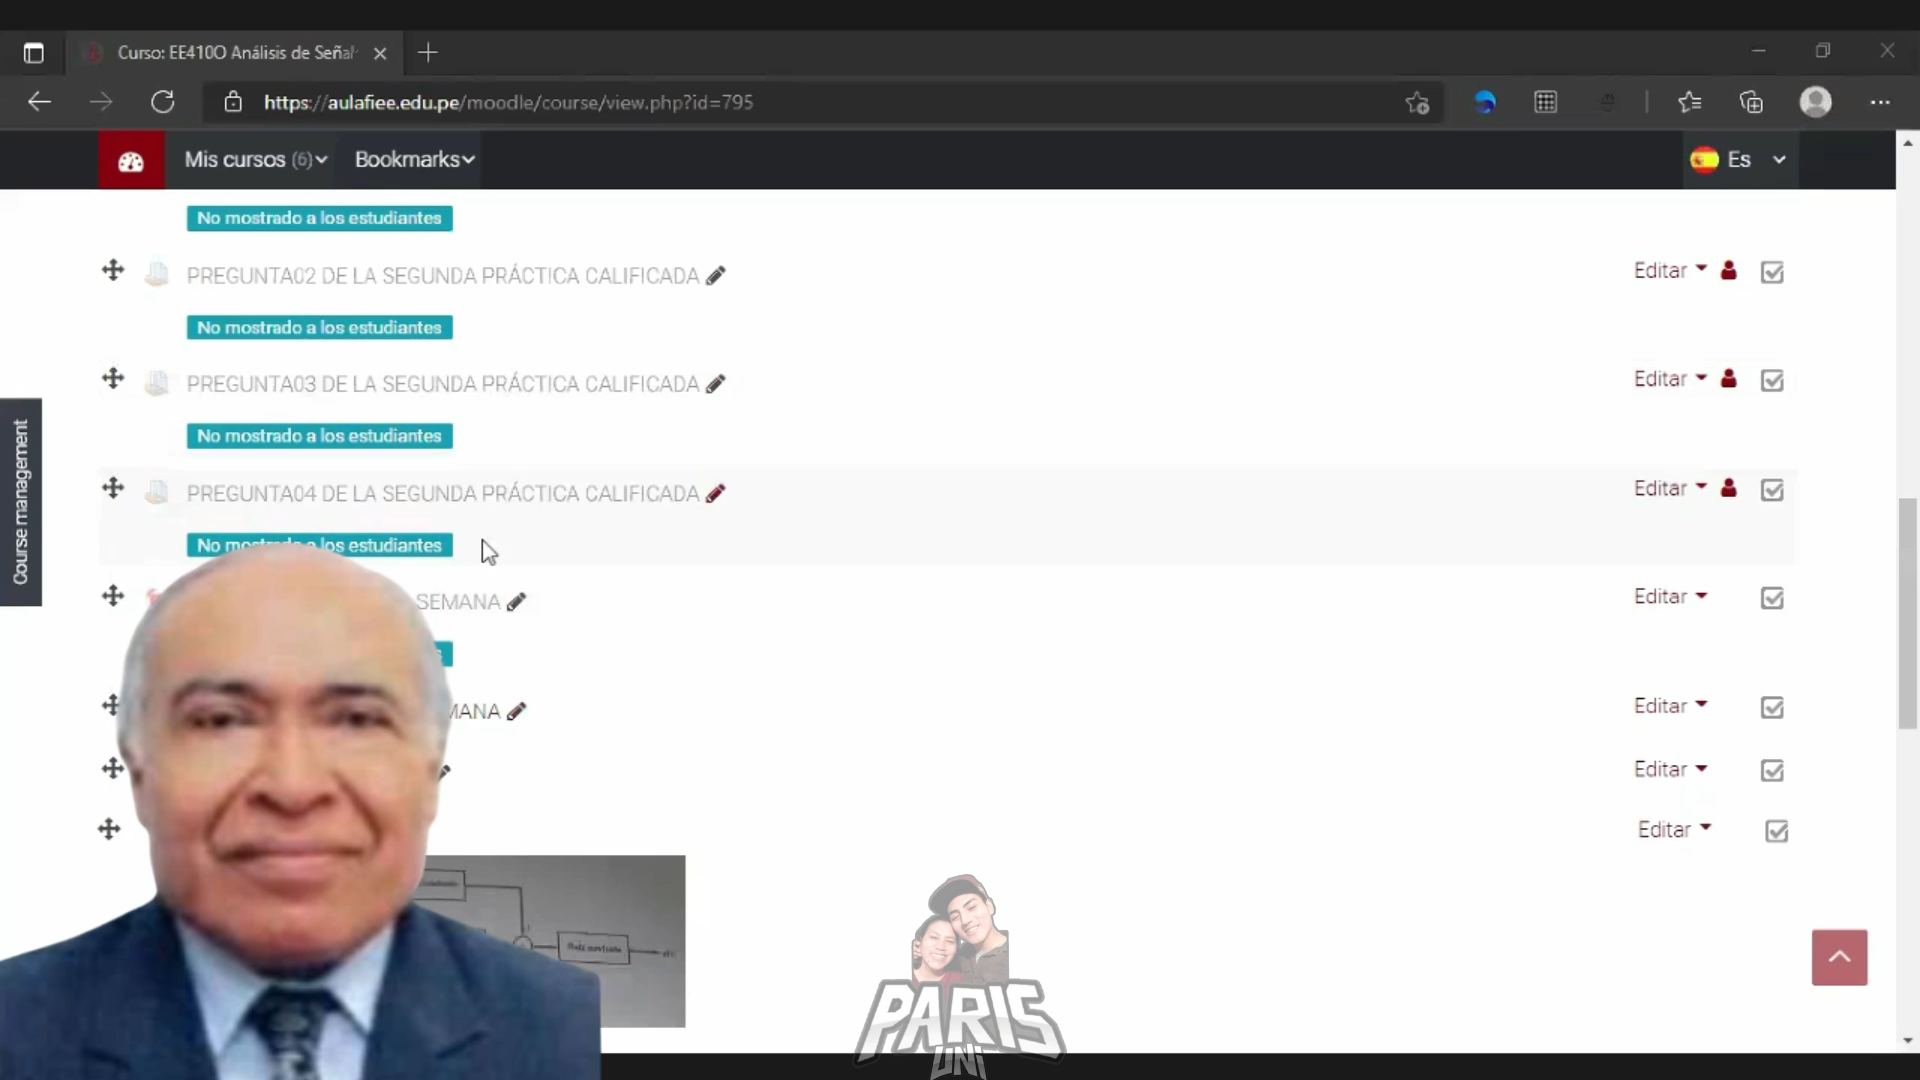 Curso: EE410O Análisis de Señal
https://aulafiee.edu.pe/moodle/course/view.php?id=795
Mis cursos (6)
Bookmarks
Es
No mostrado a los estudiantes
PREGUNTA02 DE LA SEGUNDA PRÁCTICA CALIFICADA
Editar
No mostrado a los estudiantes
PREGUNTA03 DE LA SEGUNDA PRÁCTICA CALIFICADA
Editar
No mostrado a los estudiantes
Course management
PREGUNTA04 DE LA SEGUNDA PRÁCTICA CALIFICADA
Editar
No mostrado a los estudiantes
SEMANA
Editar
MANA
Editar
Editar
Editar
PARIS
UNI